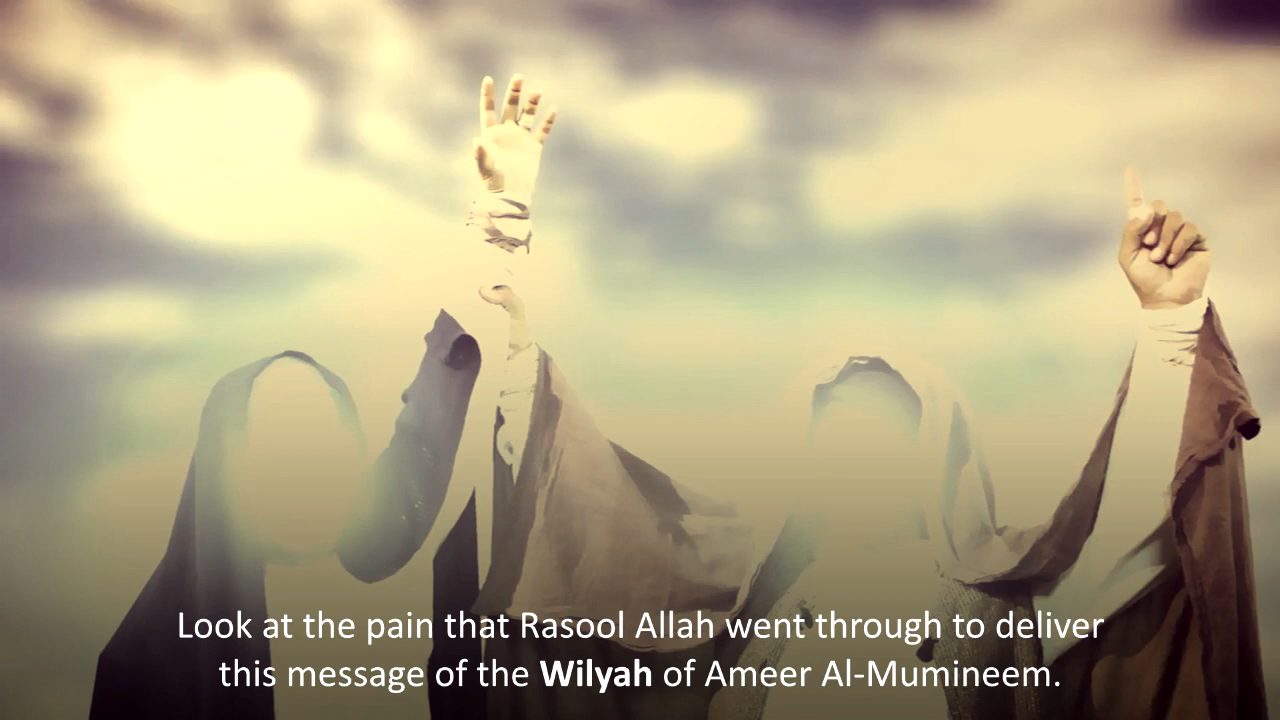 Look at the pain that Rasool Allah went through to deliver
this message of the Wilyah of Ameer Al-Mumineem.